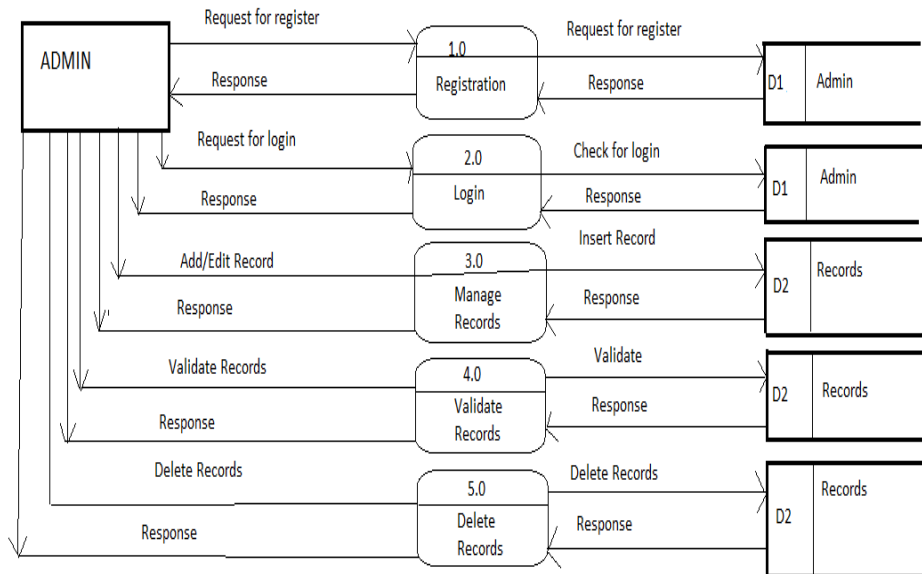 Request for register
ADMIN
1.0
Request for register
Response
Registration
Response
D1
Admin
Request for login
2.0
Check for login
Response
Login
Response
D1
Admin
Insert Record
Add/Edit Record
3.0
Records
Response
Manage
Records
Response
D2
Validate Records
4.0
Validate
Response
Validate
Records
Response
D2
Records
Delete Records
5.0
Delete Records
Records
Response
Delete
Records
Response
D2